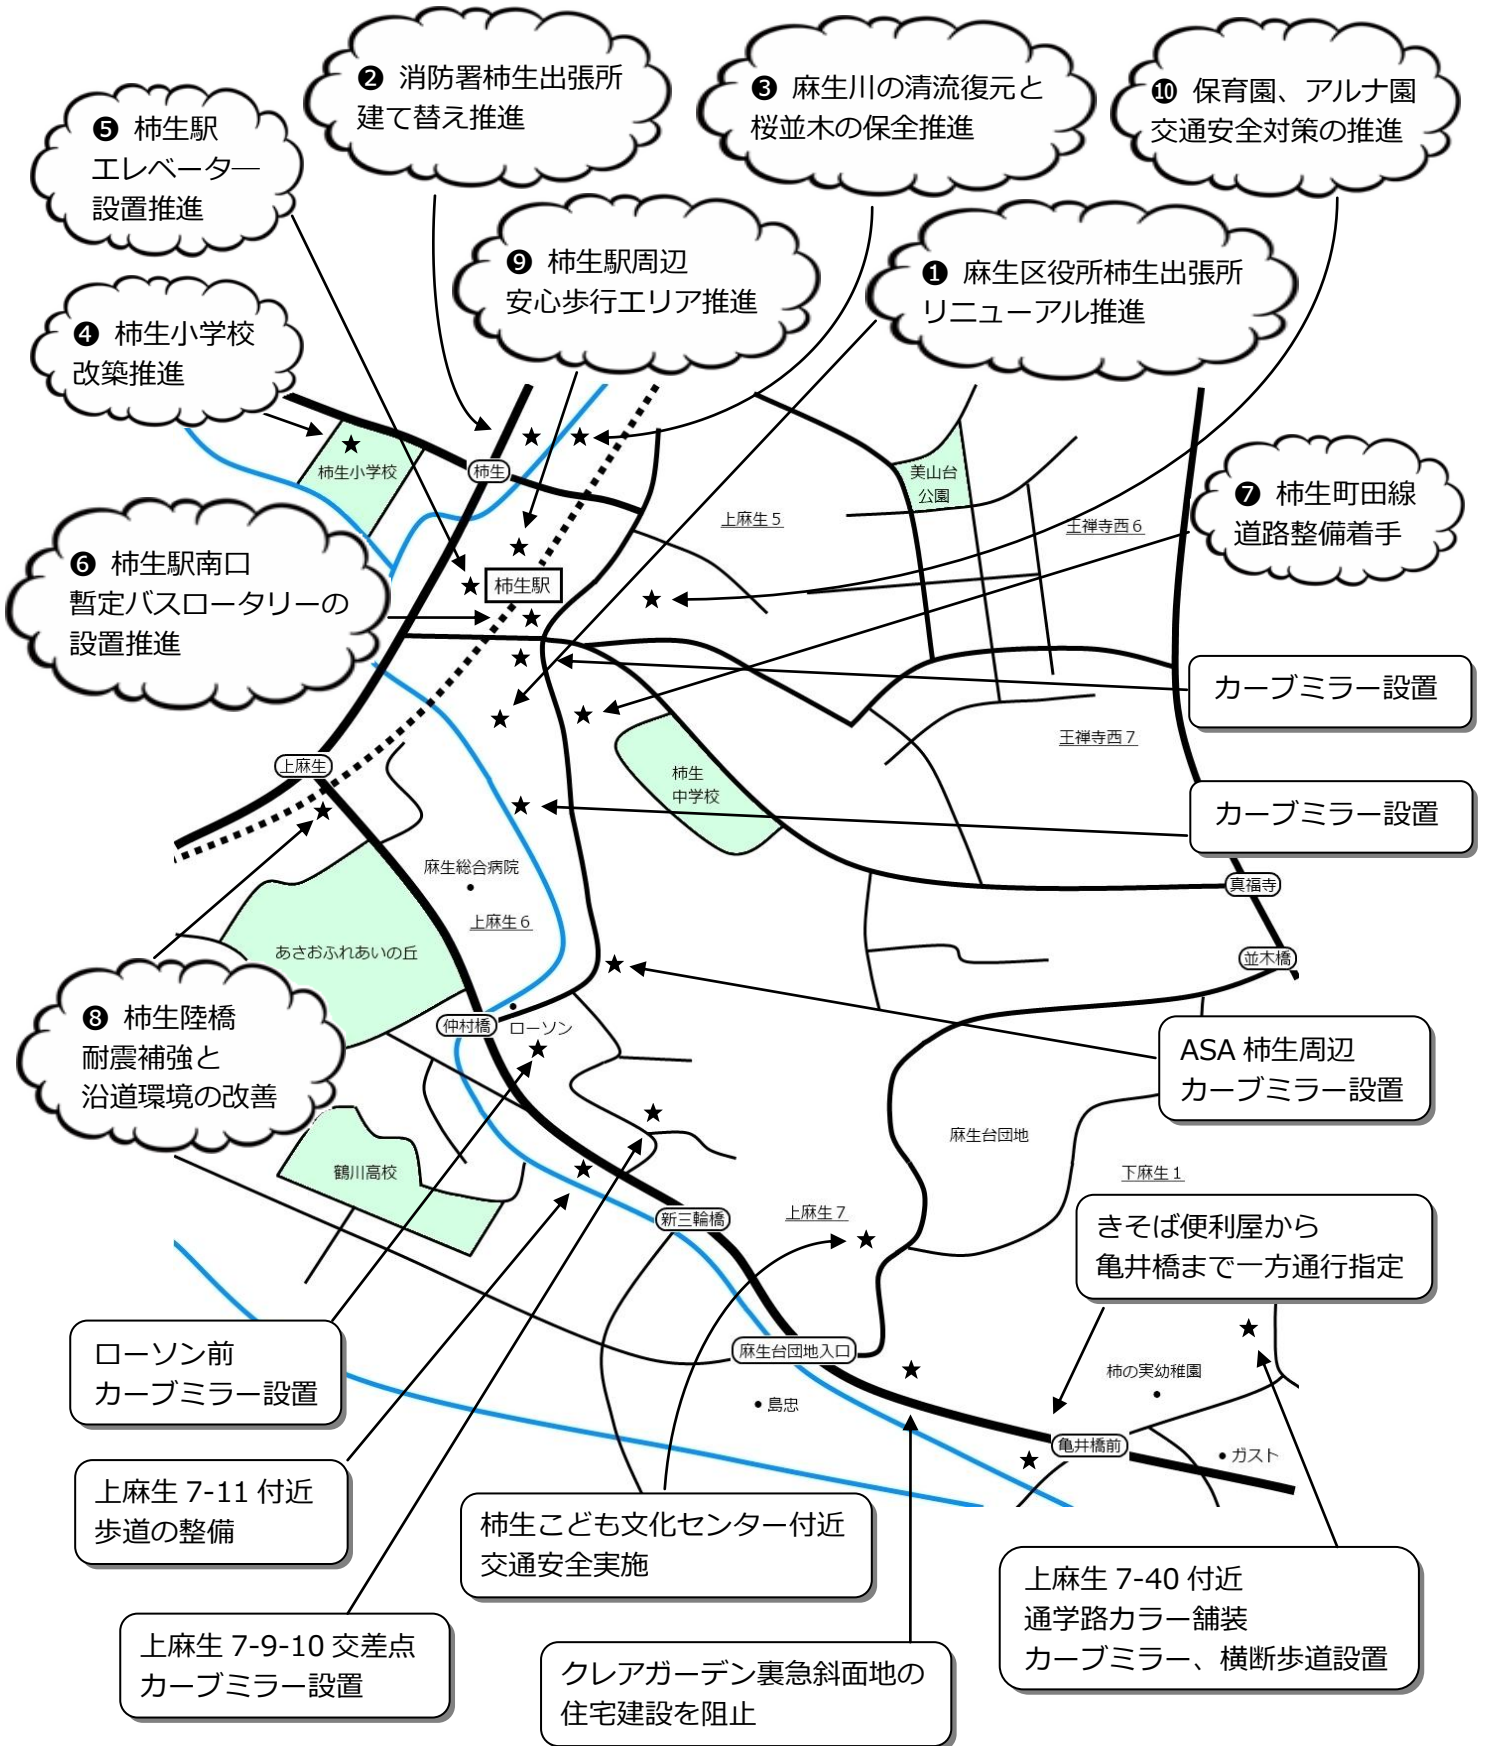 ❷ 消防署柿生出張所
建て替え推進
❸ 麻生川の清流復元と
桜並木の保全推進
❿ 保育園、アルナ園
交通安全対策の推進
❺ 柿生駅
エレベーター
設置推進
❾ 柿生駅周辺
安心歩行エリア推進
❶ 麻生区役所柿生出張所
リニューアル推進
❹ 柿生小学校
改築推進
柿生小学校
柿生
美山台
公園
上麻生5
王禅寺西6
❼ 柿生町田線
道路整備着手
❻ 柿生駅南口
暫定バスロータリーの
設置推進
柿生駅
カーブミラー設置
上麻生
柿生
中学校
王禅寺西7
カーブミラー設置
麻生総合病院
上麻生6
真福寺
あさおふれあいの丘
並木橋
❽ 柿生陸橋
耐震補強と
沿道環境の改善
仲村橋
ローソン
ASA 柿生周辺
カーブミラー設置
麻生台団地
下麻生1
鶴川高校
新三輪橋
上麻生7
きそば便利屋から
亀井橋まで一方通行指定
ローソン前
カーブミラー設置
麻生台団地入口
柿の実幼稚園
島忠
亀井橋前
ガスト
上麻生 7-11 付近
歩道の整備
柿生こども文化センター付近
交通安全実施
上麻生 7-40 付近
通学路カラー舗装
カーブミラー、横断歩道設置
上麻生 7-9-10 交差点
カーブミラー設置
クレアガーデン裏急斜面地の
住宅建設を阻止